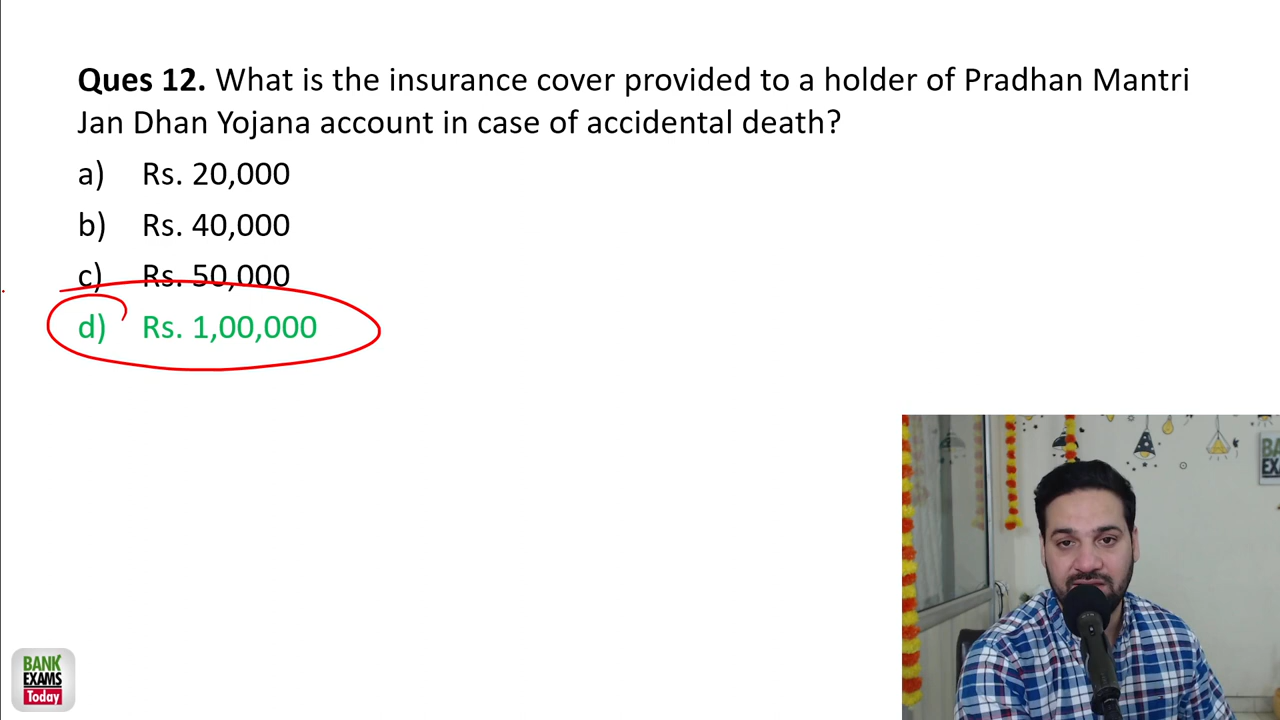 Ques 12. What is the insurance cover provided to a holder of Pradhan Mantri
Jan Dhan Yojana account in case of accidental death?
a) Rs. 20,000
b) Rs. 40,000
c) Rs. 50,000
d) Rs. 1,00,000
BA
EX
BANK
EXAMS
Today